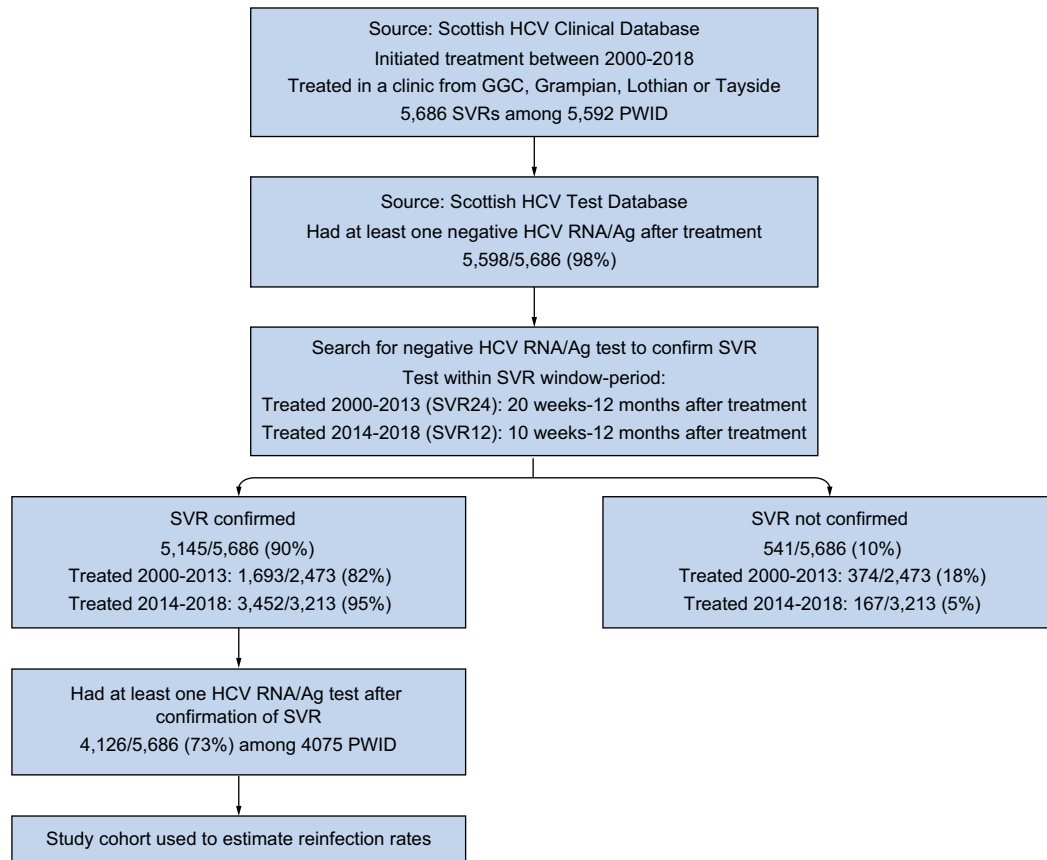 Source: Scottish HCV Clinical Database
Initiated treatment between 2000-2018
Treated in a clinic from GGC, Grampian, Lothian or Tayside
5,686 SVRs among 5,592 PWID
Source: Scottish HCV Test Database
Had at least one negative HCV RNA/Ag after treatment
5,598/5,686 (98%)
Search for negative HCV RNA/Ag test to confirm SVR
Test within SVR window-period:
Treated 2000-2013 (SVR24): 20 weeks-12 months after treatment
Treated 2014-2018 (SVR12): 10 weeks-12 months after treatment
SVR confirmed
5,145/5,686 (90%)
Treated 2000-2013: 1,693/2,473 (82%)
Treated 2014-2018: 3,452/3,213 (95%)
SVR not confirmed
541/5,686 (10%)
Treated 2000-2013: 374/2,473 (18%)
Treated 2014-2018: 167/3,213 (5%)
Had at least one HCV RNA/Ag test after
confirmation of SVR
4,126/5,686 (73%) among 4075 PWID
Study cohort used to estimate reinfection rates